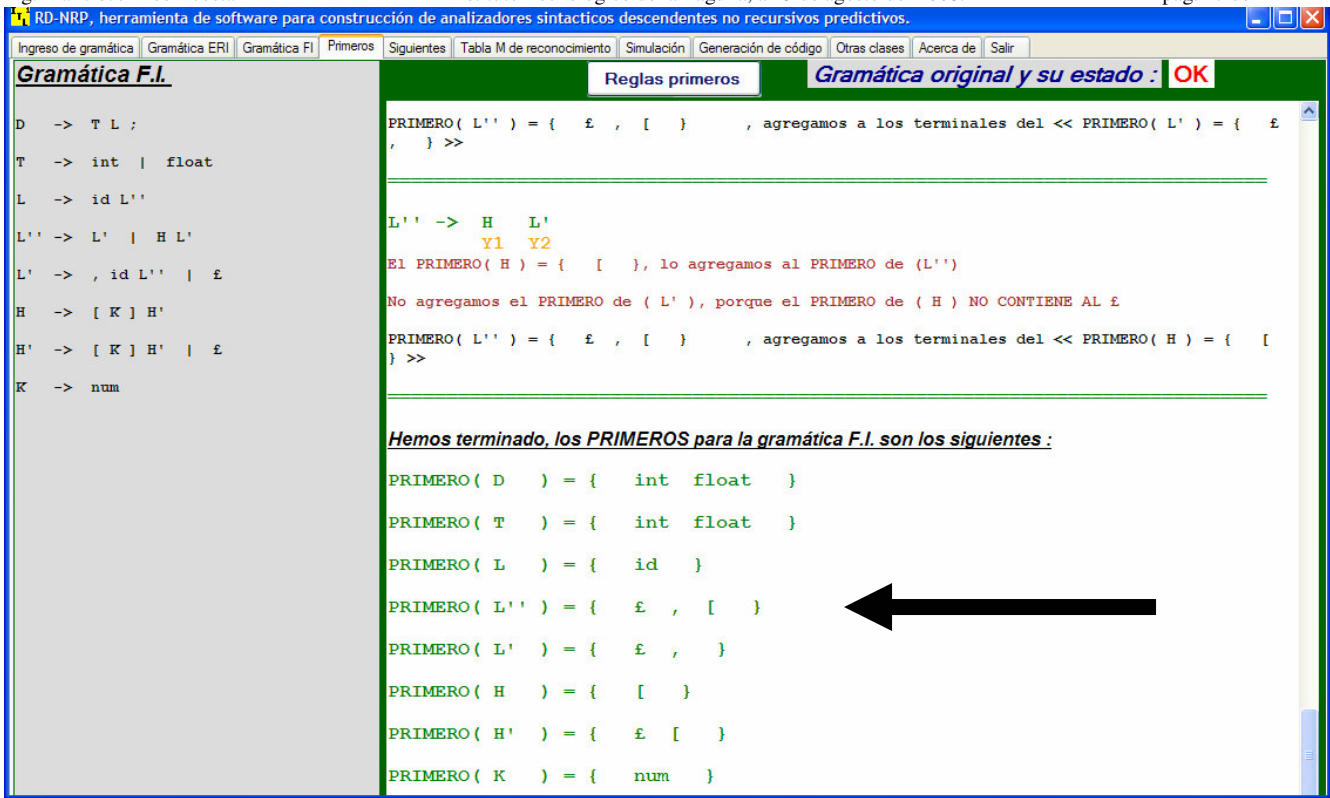 RD-NRP, herramienta de software para construcción de analizadores sintacticos descendentes no recursivos predictivos.
Ingreso de gramática Gramática ERI Gramática FI Primeros Siguientes Tabla M de reconocimiento Simulación Generación de código Otras clases Acerca de Salir
Gramática F.I.
Reglas primeros
Gramática original y su estado : OK
D -> T L ;
T -> int | float
L -> id L''
L'' -> L' | H L'
L' -> , id L'' | £
H -> [ K ] H'
H' -> [ K ] H' | £
K -> num
PRIMERO( L'' ) = { £ , [ } , agregamos a los terminales del << PRIMERO( L' ) = { £
, } >>
L'' -> H L'
Y1 Y2
El PRIMERO( H ) = { [ }, lo agregamos al PRIMERO de (L'')
No agregamos el PRIMERO de ( L' ), porque el PRIMERO de ( H ) NO CONTIENE AL £
PRIMERO( L'' ) = { £ , [ } , agregamos a los terminales del << PRIMERO( H ) = { [
} >>
Hemos terminado, los PRIMEROS para la gramática F.I. son los siguientes :
PRIMERO( D ) = { int float }
PRIMERO( T ) = { int float }
PRIMERO( L ) = { id }
PRIMERO( L'' ) = { £ , [ }
PRIMERO( L' ) = { £ , }
PRIMERO( H ) = { [ }
PRIMERO( H' ) = { £ [ }
PRIMERO( K ) = { num }